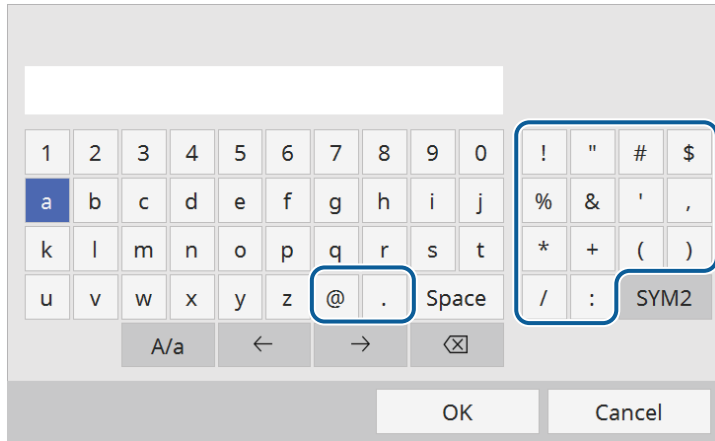 1 2 3 4 5 6 7 8 9 0 ! " # $
a b c d e f g h i j % & ' ,
k l m n o p q r s t * + ( )
u v w x y z @ . Space / : SYM2
A/a ← → ⌫
OK Cancel